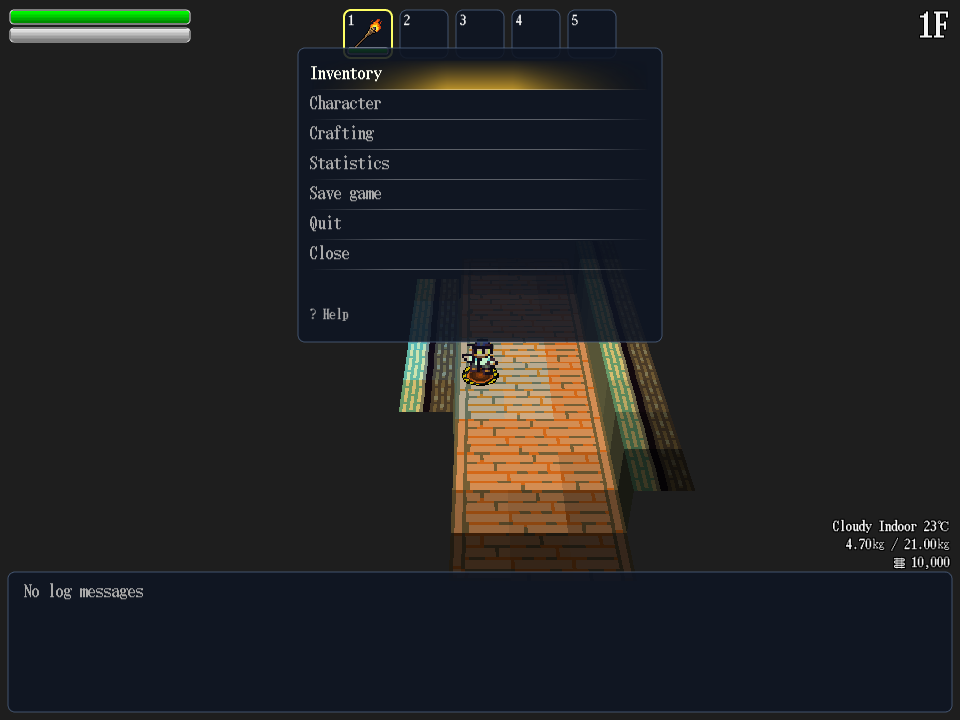 1 2 3 4 5
1F
Inventory
Character
Crafting
Statistics
Save game
Quit
Close
? Help
Cloudy Indoor 23℃
4.70kg / 21.00kg
10,000
No log messages